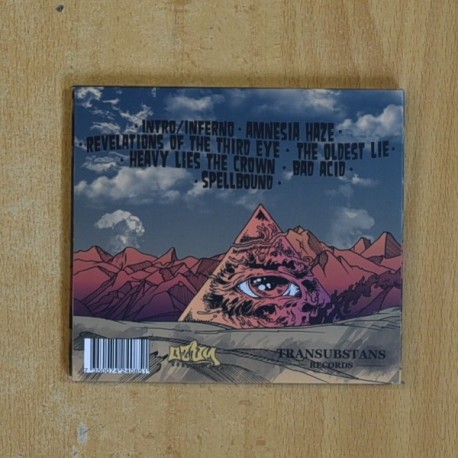 · INTRO/INFERNO · AMNESIA HAZE ·
· REVELATIONS OF THE THIRD EYE · THE OLDEST LIE ·
· HEAVY LIES THE CROWN · BAD ACID ·
SPELLBOUND ·
TRANSUBSTANS
RECORDS